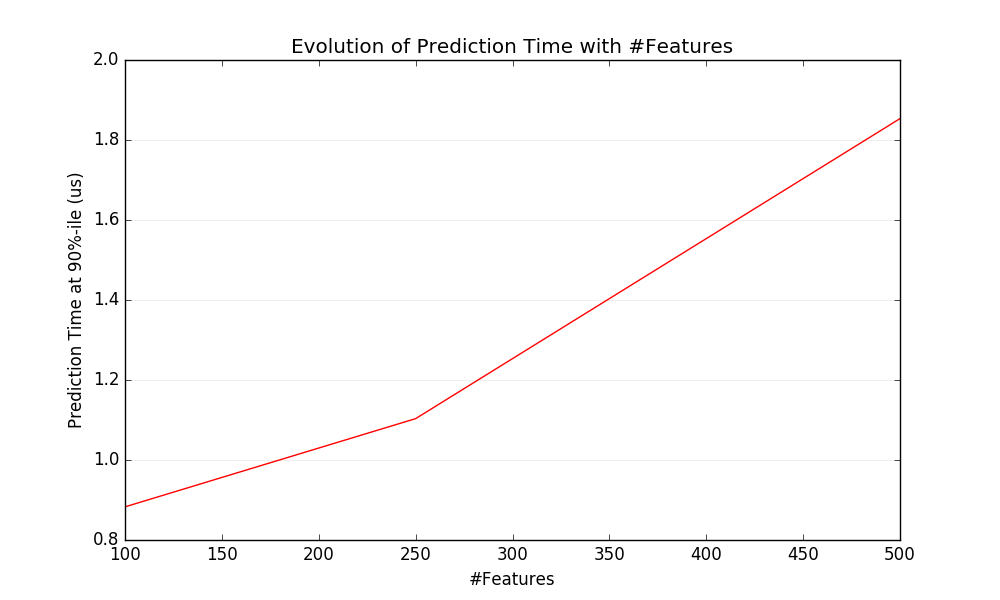 Evolution of Prediction Time with #Features
2.0
1.8
1.6
1.4
1.2
1.0
0.8
Prediction Time at 90%-ile (us)
100 150 200 250 300 350 400 450 500
#Features